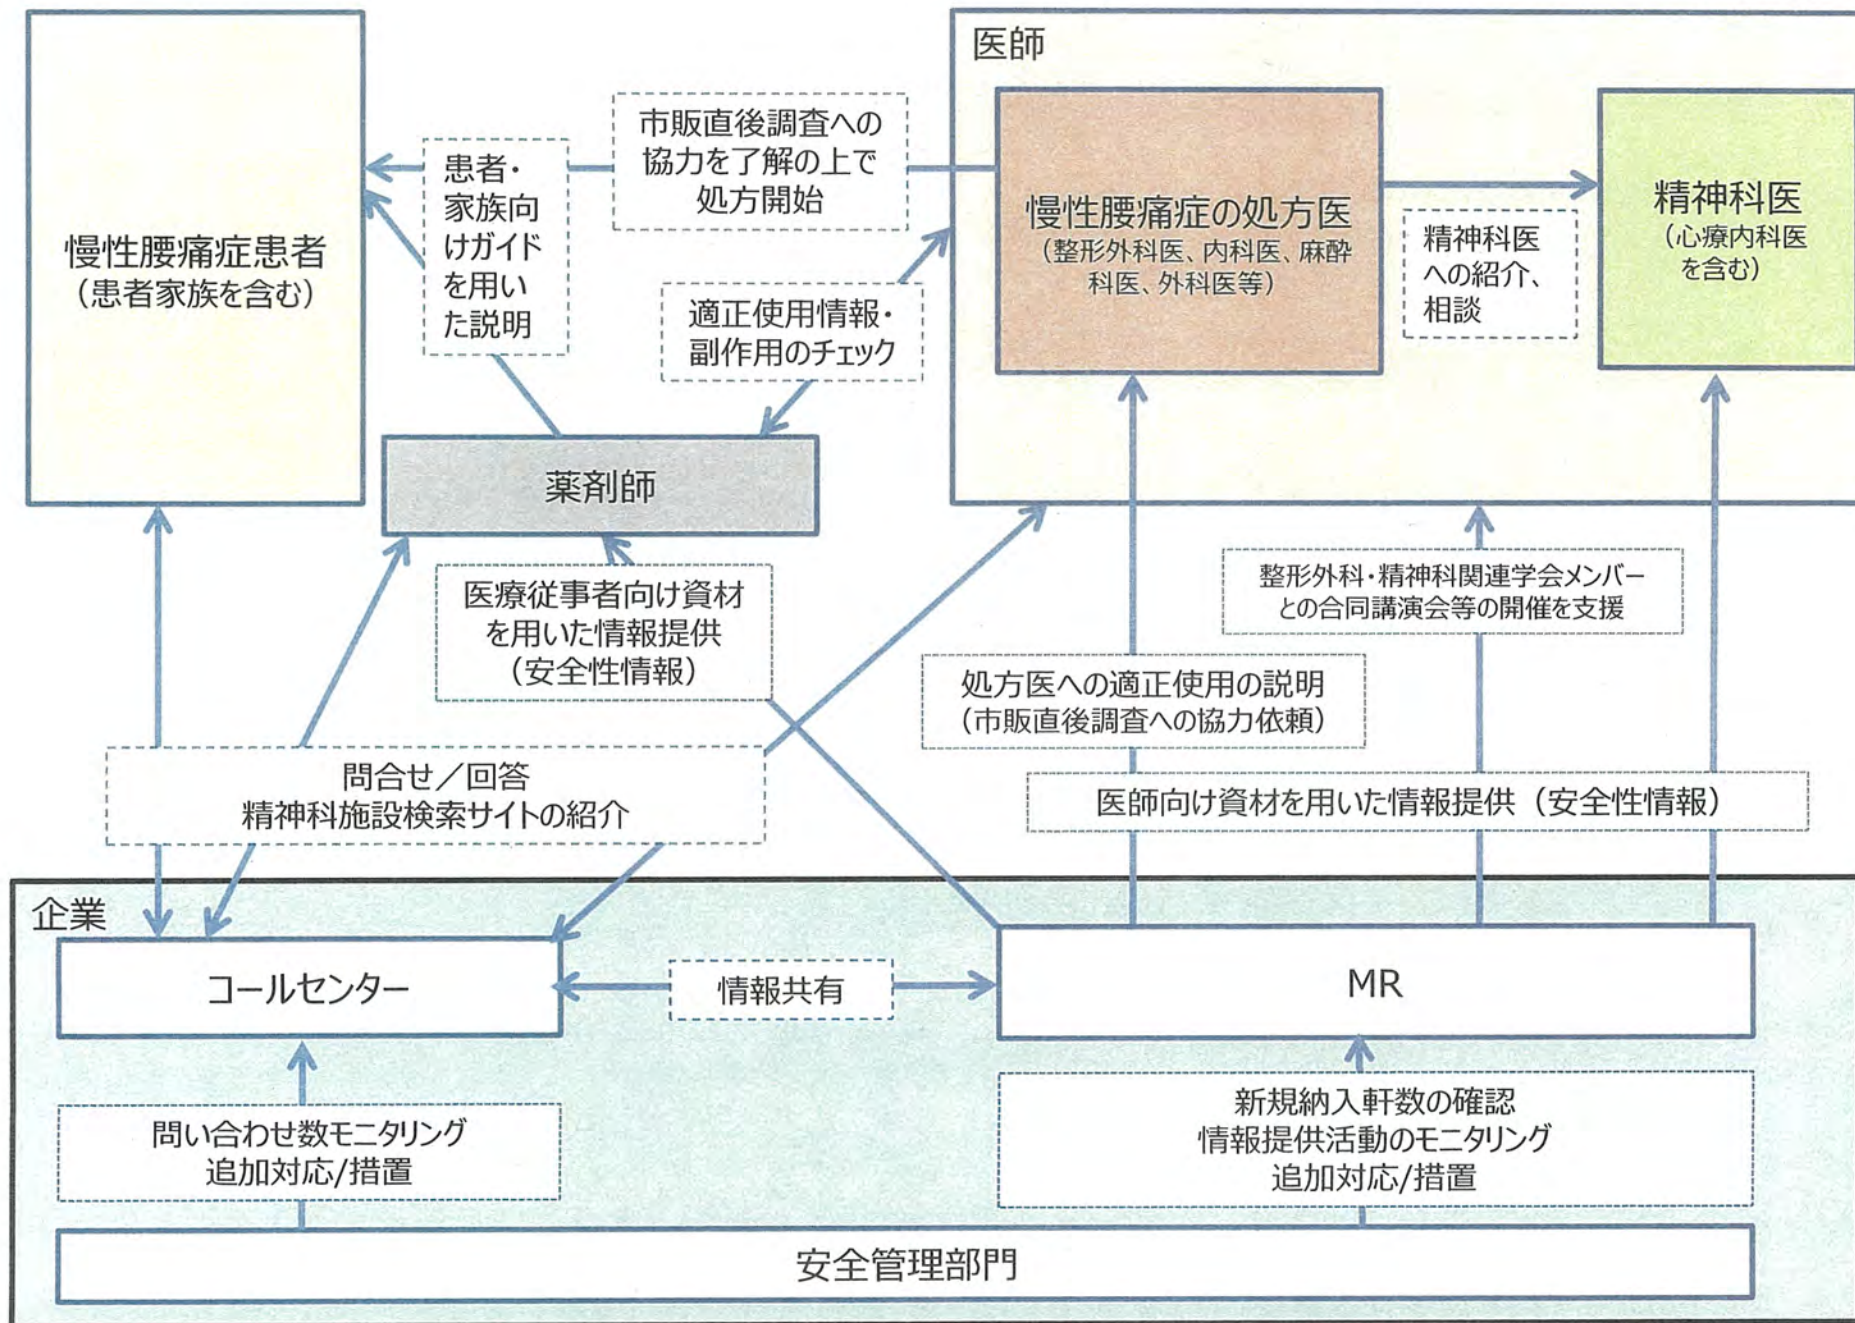 医師
市販直後調査への
協力を了解の上で
処方開始
患者・
家族向
けガイド
を用い
た説明
慢性腰痛症患者
（患者家族を含む）
慢性腰痛症の処方医
（整形外科医、内科医、麻酔
科医、外科医等）
精神科医
（心療内科医
を含む）
精神科医
への紹介、
相談
適正使用情報・
副作用のチェック
薬剤師
医療従事者向け資材
を用いた情報提供
（安全性情報）
整形外科・精神科関連学会メンバー
との合同講演会等の開催を支援
処方医への適正使用の説明
（市販直後調査への協力依頼）
問合せ／回答
精神科施設検索サイトの紹介
医師向け資材を用いた情報提供（安全性情報）
企業
コールセンター
情報共有
MR
問い合わせ数モニタリング
追加対応/措置
新規納入軒数の確認
情報提供活動のモニタリング
追加対応/措置
安全管理部門